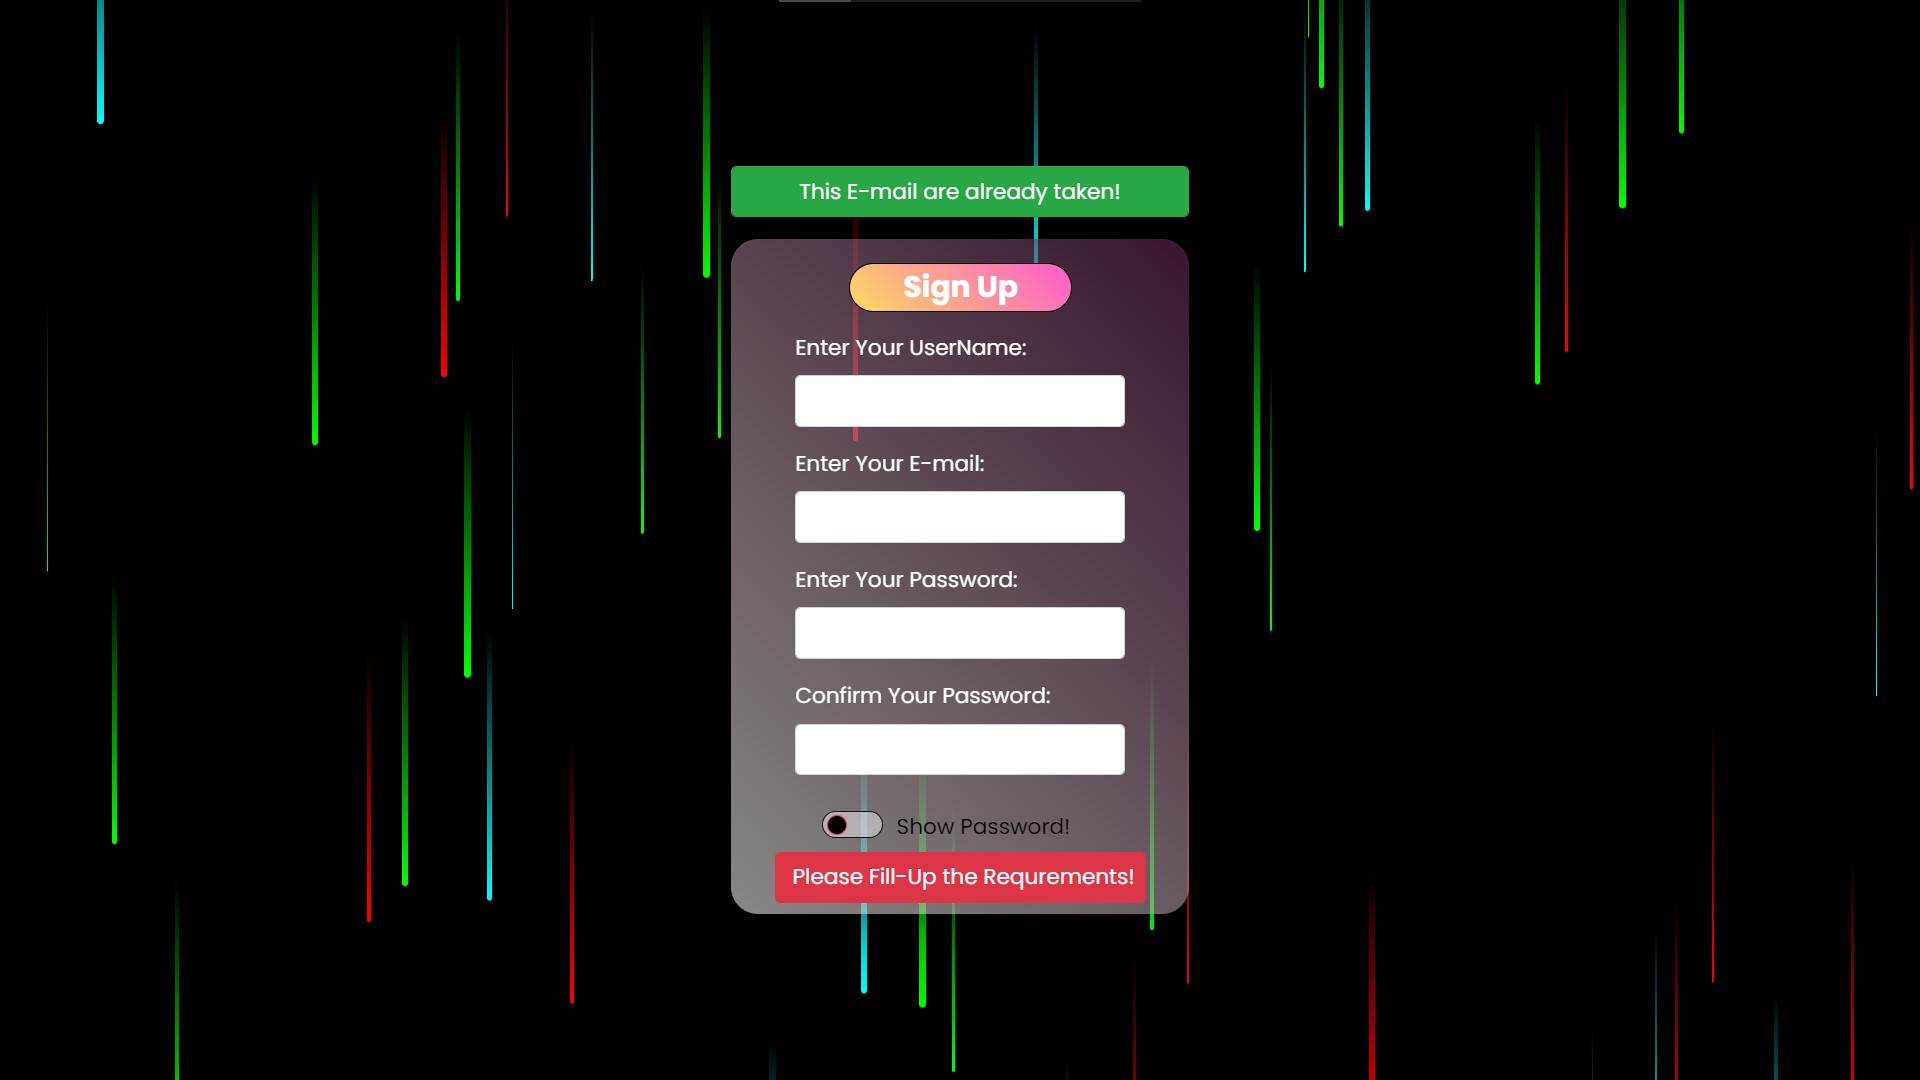 This E-mail are already taken!
Sign Up
Enter Your UserName:
Enter Your E-mail:
Enter Your Password:
Confirm Your Password:
Show Password!
Please Fill-Up the Requrements!